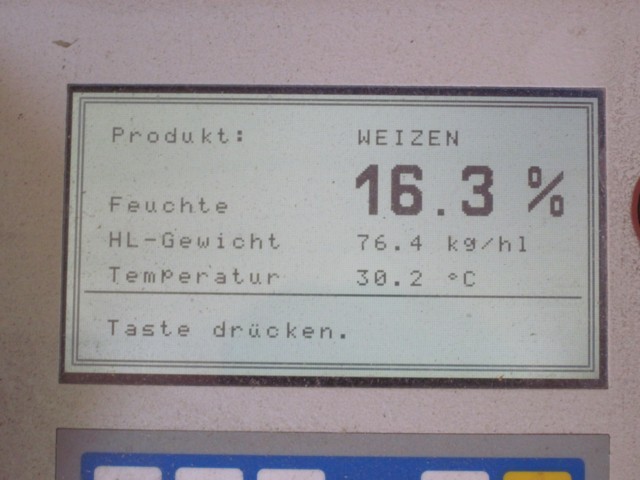 Produkt: WEIZEN
Feuchte 16.3 %
HL-Gewicht 76.4 kg/hl
Temperatur 30.2 °C
Taste drücken.